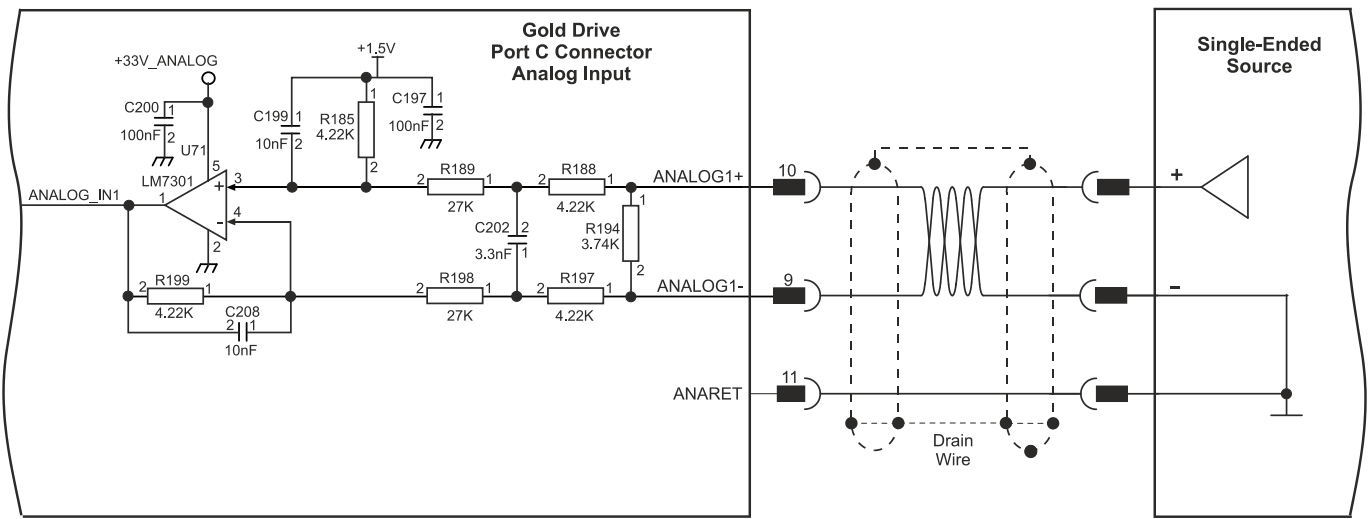 Gold Drive
Port C Connector
Analog Input
Single-Ended
Source
+1.5V
+33V_ANALOG
C200 1
100nF 2
C199 1
10nF 2
1
R185
4.22K
2
C197 1
100nF 2
U71
5
LM7301
3
+
ANALOG_IN1
1
4
-
2
2 R189 1
27K
2 R188 1
4.22K
ANALOG1+
10
+
C202 2
3.3nF 1
1
R194
3.74K
2
2 R199 1
4.22K
C208
2 1
10nF
2 R198 1
27K
2 R197 1
4.22K
ANALOG1-
9
-
ANARET
11
Drain
Wire